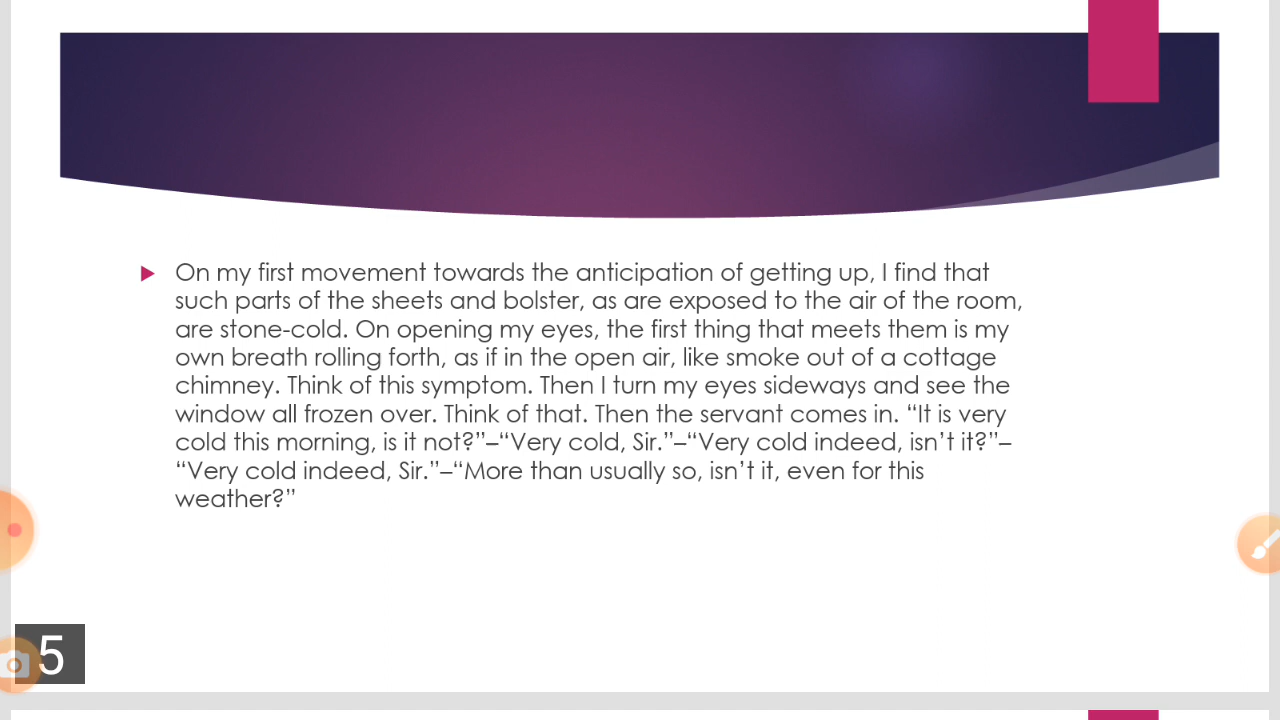 On my first movement towards the anticipation of getting up, I find that
such parts of the sheets and bolster, as are exposed to the air of the room,
are stone-cold. On opening my eyes, the first thing that meets them is my
own breath rolling forth, as if in the open air, like smoke out of a cottage
chimney. Think of this symptom. Then I turn my eyes sideways and see the
window all frozen over. Think of that. Then the servant comes in. “It is very
cold this morning, is it not?”–“Very cold, Sir.”–“Very cold indeed, isn’t it?”–
“Very cold indeed, Sir.”–“More than usually so, isn’t it, even for this
weather?”
5